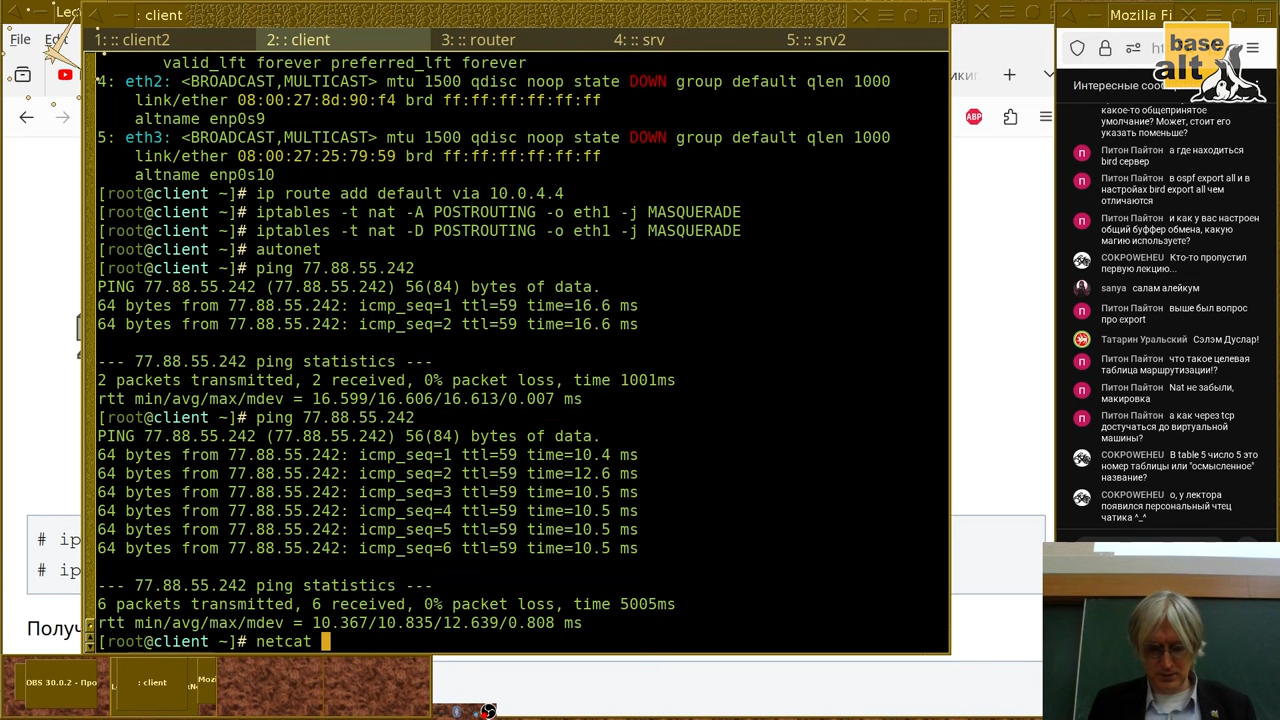 : client
Mozilla Fi
1: :: client2
2: :: client
3: :: router
4: :: srv
5: :: srv2
File
base
alt
valid_lft forever preferred_lft forever
4: eth2: <BROADCAST,MULTICAST> mtu 1500 qdisc noop state DOWN group default qlen 1000
link/ether 08:00:27:8d:90:f4 brd ff:ff:ff:ff:ff:ff
altname enp0s9
5: eth3: <BROADCAST,MULTICAST> mtu 1500 qdisc noop state DOWN group default qlen 1000
link/ether 08:00:27:25:79:59 brd ff:ff:ff:ff:ff:ff
altname enp0s10
[root@client ~]# ip route add default via 10.0.4.4
[root@client ~]# iptables -t nat -A POSTROUTING -o eth1 -j MASQUERADE
[root@client ~]# iptables -t nat -D POSTROUTING -o eth1 -j MASQUERADE
[root@client ~]# autonet
[root@client ~]# ping 77.88.55.242
PING 77.88.55.242 (77.88.55.242) 56(84) bytes of data.
64 bytes from 77.88.55.242: icmp_seq=1 ttl=59 time=16.6 ms
64 bytes from 77.88.55.242: icmp_seq=2 ttl=59 time=16.6 ms
--- 77.88.55.242 ping statistics ---
2 packets transmitted, 2 received, 0% packet loss, time 1001ms
rtt min/avg/max/mdev = 16.599/16.606/16.613/0.007 ms
[root@client ~]# ping 77.88.55.242
PING 77.88.55.242 (77.88.55.242) 56(84) bytes of data.
64 bytes from 77.88.55.242: icmp_seq=1 ttl=59 time=10.4 ms
64 bytes from 77.88.55.242: icmp_seq=2 ttl=59 time=12.6 ms
64 bytes from 77.88.55.242: icmp_seq=3 ttl=59 time=10.5 ms
64 bytes from 77.88.55.242: icmp_seq=4 ttl=59 time=10.5 ms
64 bytes from 77.88.55.242: icmp_seq=5 ttl=59 time=10.5 ms
64 bytes from 77.88.55.242: icmp_seq=6 ttl=59 time=10.5 ms
--- 77.88.55.242 ping statistics ---
6 packets transmitted, 6 received, 0% packet loss, time 5005ms
rtt min/avg/max/mdev = 10.367/10.835/12.639/0.808 ms
[root@client ~]# netcat
# ip
# ip
Получ
ABP
Интересные сооб
какое-то общепринятое
умолчание? Может, стоит его
указать поменьше?
П Питон Пайтон а где находиться
bird сервер
П Питон Пайтон в ospf export all и в
настройах bird export all чем
отличаются
П Питон Пайтон и как у вас настроен
общий буффер обмена, какую
магию используете?
COKPOWEHEU Кто-то пропустил
первую лекцию...
sanya салам алейкум
П Питон Пайтон выше был вопрос
про export
Татарин Уральский Сэлэм Дуслар!
П Питон Пайтон что такое целевая
таблица маршрутизации!?
П Питон Пайтон Nat не забыли,
макировка
П Питон Пайтон а как через tcp
достучаться до виртуальной
машины?
COKPOWEHEU В table 5 число 5 это
номер таблицы или "осмысленное"
название?
COKPOWEHEU о, у лектора
появился персональный чтец
чатика ^_^
OBS 30.0.2 - Про
: client
Mozi